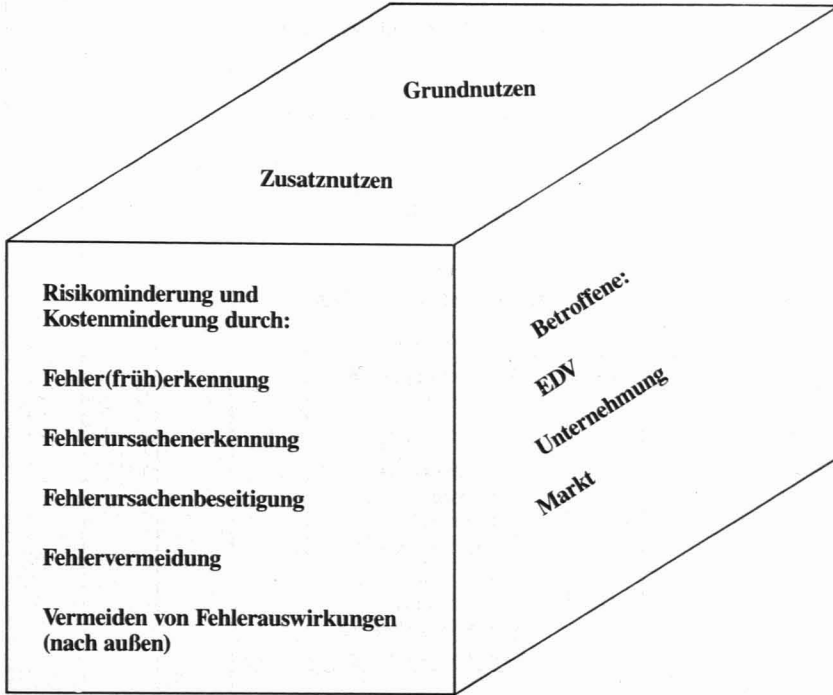 Grundnutzen
Zusatznutzen
Risikominderung und
Kostenminderung durch:
Fehler(früh)erkennung
Fehlerursachenerkennung
Fehlerursachenbeseitigung
Fehlervermeidung
Vermeiden von Fehlerauswirkungen
(nach außen)
Betroffene:
EDV
Unternehmung
Markt